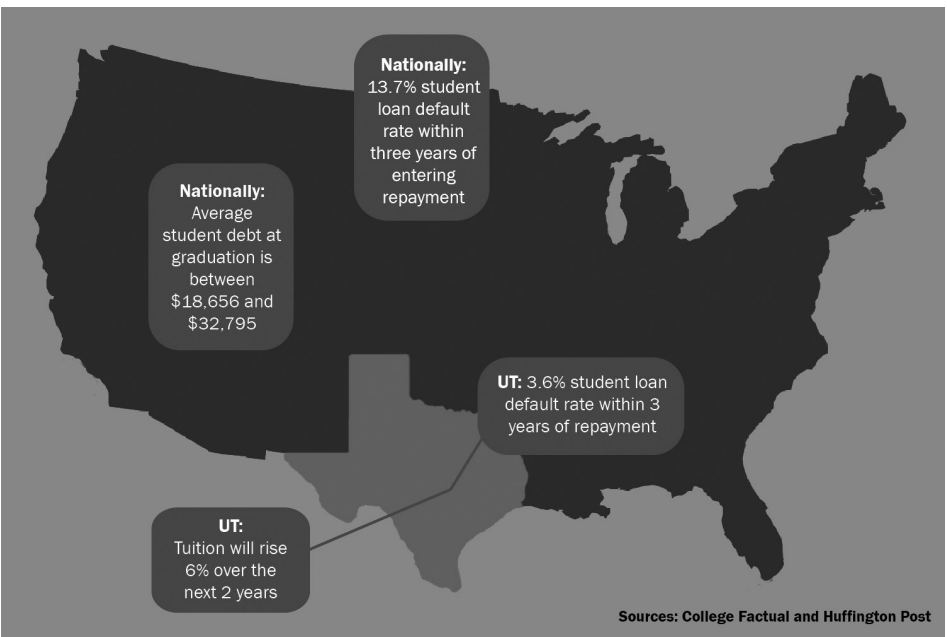 Nationally:
13.7% student
loan default
rate within
three years of
entering
repayment
Nationally:
Average
student debt at
graduation is
between
$18,656 and
$32,795
UT: 3.6% student loan
default rate within 3
years of repayment
UT:
Tuition will rise
6% over the
next 2 years
Sources: College Factual and Huffington Post